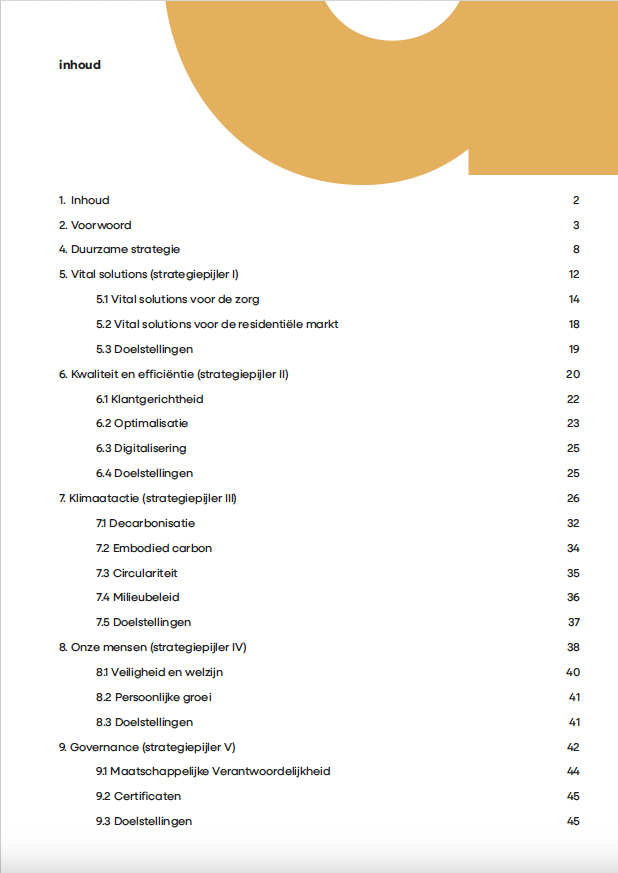 inhoud
1. Inhoud 2
2. Voorwoord 3
4. Duurzame strategie 8
5. Vital solutions (strategiepijler I) 12
5.1 Vital solutions voor de zorg 14
5.2 Vital solutions voor de residentiële markt 18
5.3 Doelstellingen 19
6. Kwaliteit en efficiëntie (strategiepijler II) 20
6.1 Klantgerichtheid 22
6.2 Optimalisatie 23
6.3 Digitalisering 25
6.4 Doelstellingen 25
7. Klimaatactie (strategiepijler III) 26
7.1 Decarbonisatie 32
7.2 Embodied carbon 34
7.3 Circulariteit 35
7.4 Milieubeleid 36
7.5 Doelstellingen 37
8. Onze mensen (strategiepijler IV) 38
8.1 Veiligheid en welzijn 40
8.2 Persoonlijke groei 41
8.3 Doelstellingen 41
9. Governance (strategiepijler V) 42
9.1 Maatschappelijke Verantwoordelijkheid 44
9.2 Certificaten 45
9.3 Doelstellingen 45